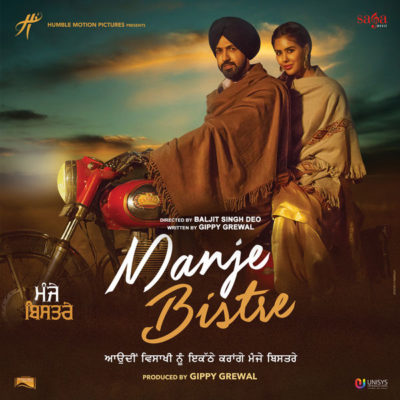 HUMBLE MOTION PICTURES PRESENTS
saga
MUSIC
DIRECTED BY BALJIT SINGH DEO
WRITTEN BY GIPPY GREWAL
Manje
Bistre
ਮੰਜੇ
ਬਿਸਤਰੇ
ਆਉਦੀਂ ਵਿਸਾਖੀ ਨੂੰ ਇਕੱਠੇ ਕਰਾਂਗੇ ਮੰਜੇ ਬਿਸਤਰੇ
PRODUCED BY GIPPY GREWAL
UNISYS